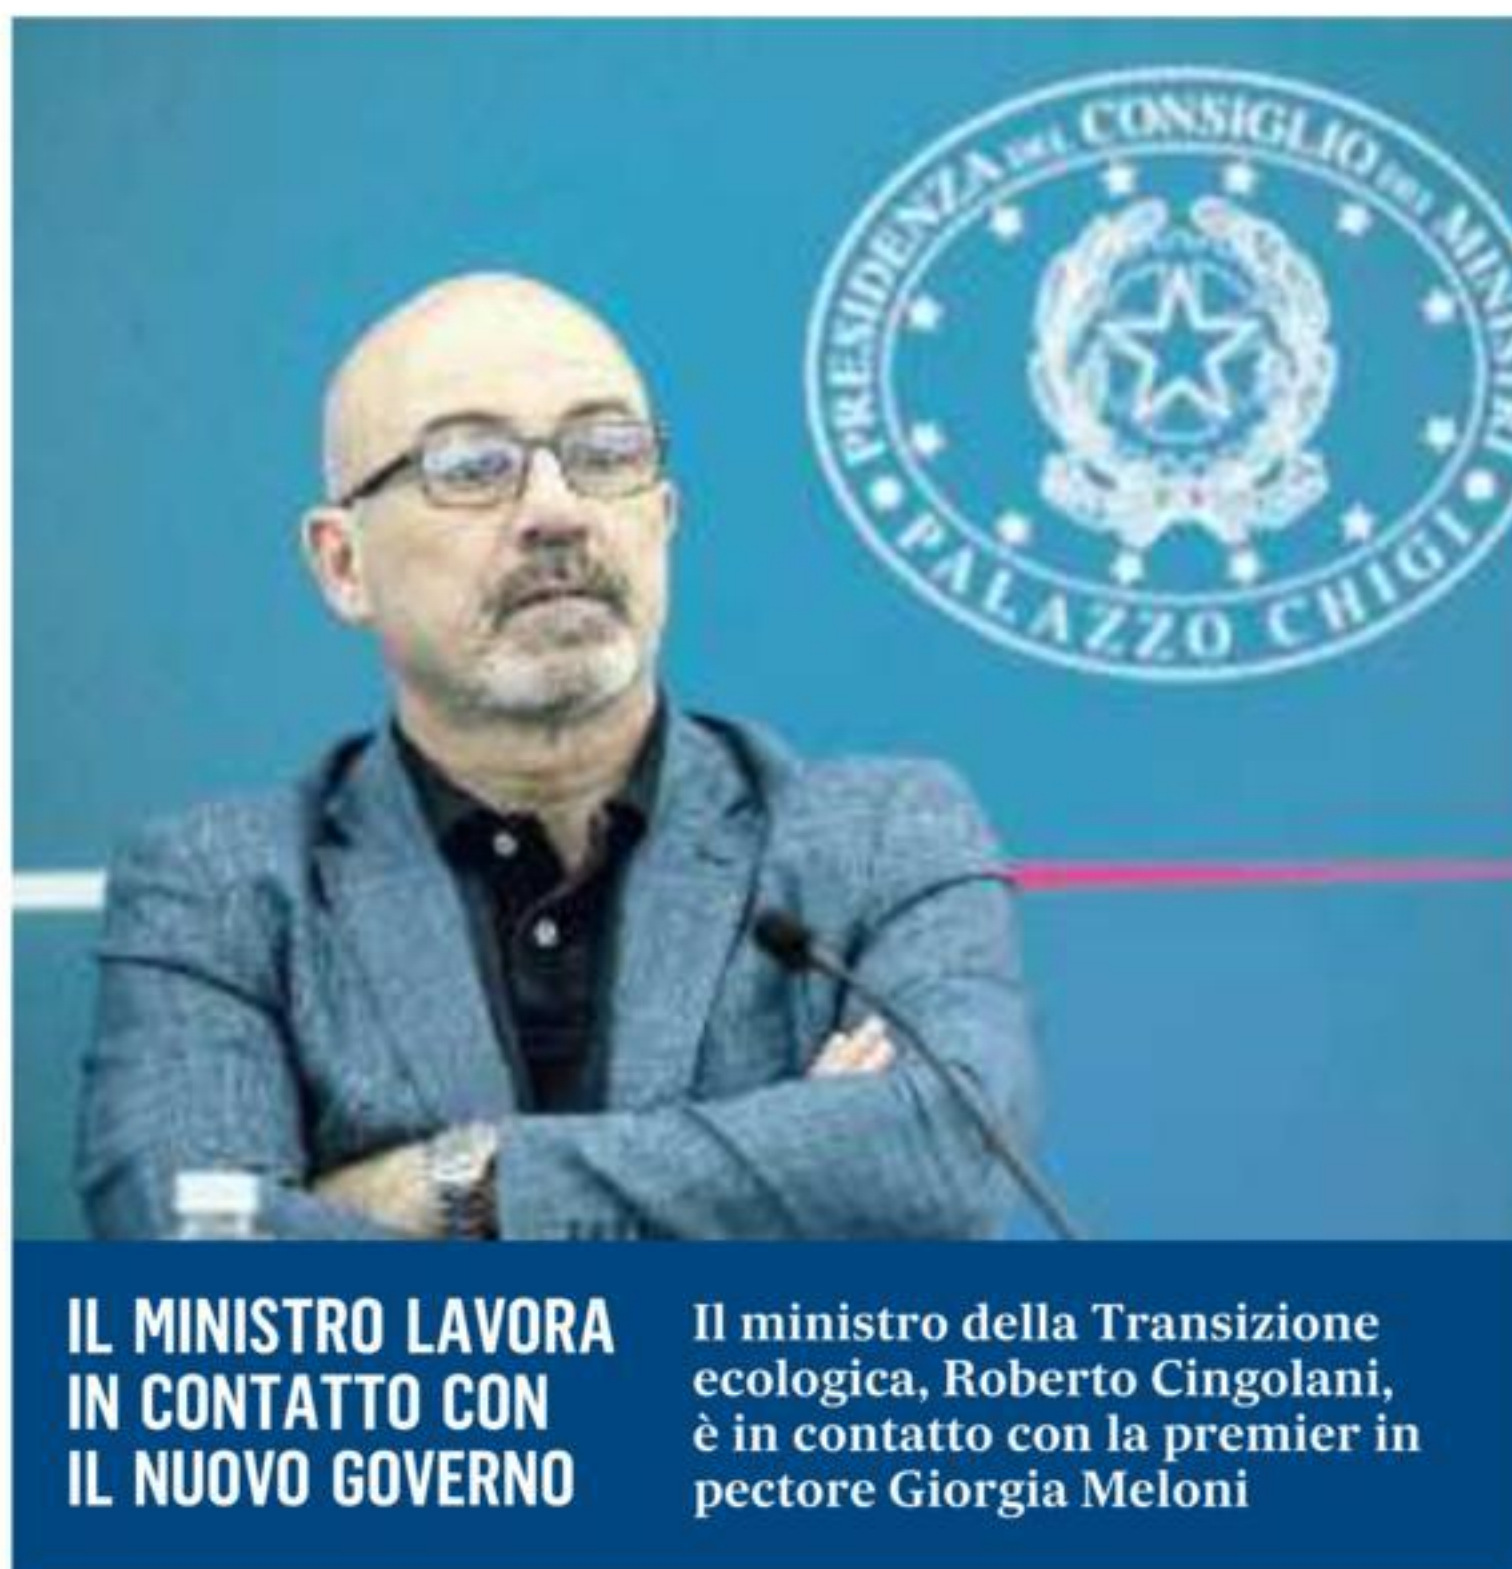 PRESIDENZA DEL CONSIGLIO DEI MINISTRI
PALAZZO CHIGI
IL MINISTRO LAVORA
IN CONTATTO CON
IL NUOVO GOVERNO
Il ministro della Transizione
ecologica, Roberto Cingolani,
è in contatto con la premier in
pectore Giorgia Meloni